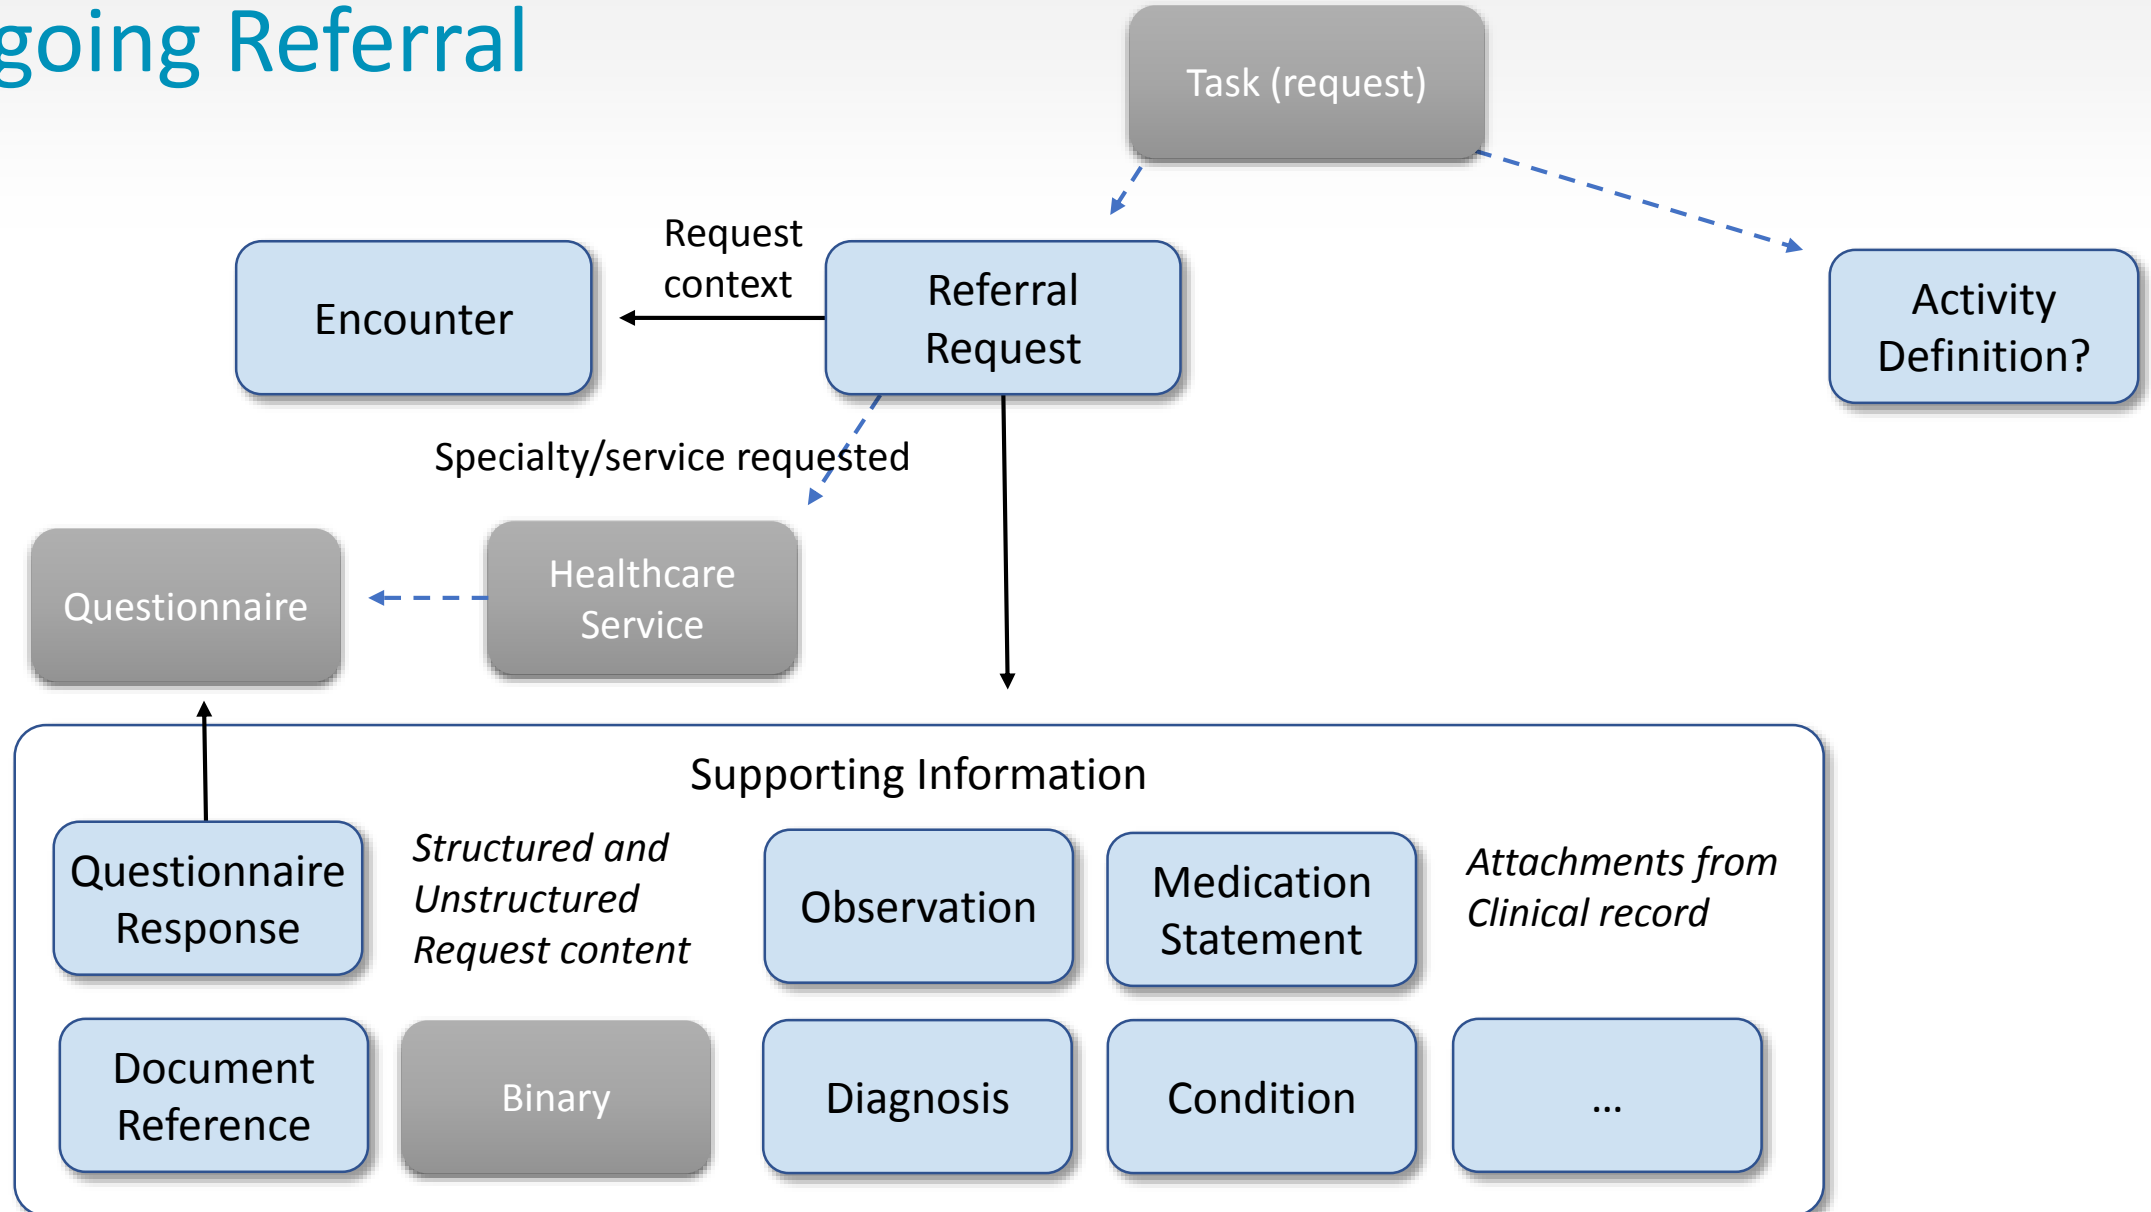 going Referral
Task (request)
Request
context
Encounter
Referral
Request
Activity
Definition?
Specialty/service requested
Questionnaire
Healthcare
Service
Supporting Information
Questionnaire
Response
Structured and
Unstructured
Request content
Observation
Medication
Statement
Attachments from
Clinical record
Document
Reference
Binary
Diagnosis
Condition
...